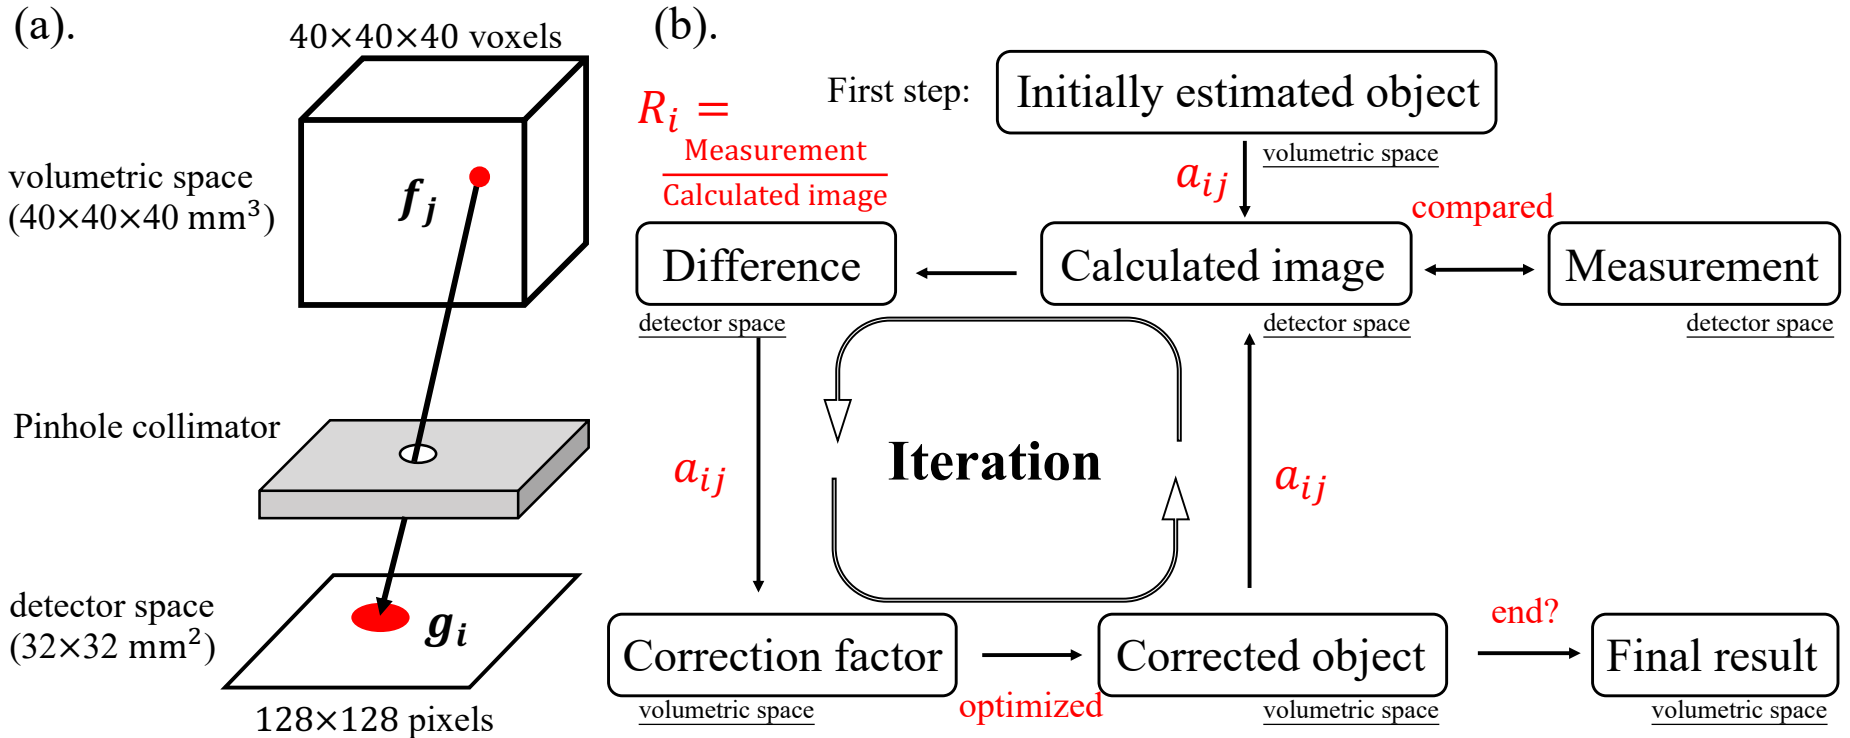 (a).
40×40×40 voxels
volumetric space
(40×40×40 mm³)
f_j
Pinhole collimator
detector space
(32×32 mm²)
g_i
128×128 pixels
(b).
First step:
Initially estimated object
volumetric space
R_i =
Measurement
Calculated image
a_ij
compared
Difference
detector space
Calculated image
detector space
Measurement
detector space
a_ij
Iteration
a_ij
Correction factor
volumetric space
optimized
Corrected object
volumetric space
end?
Final result
volumetric space